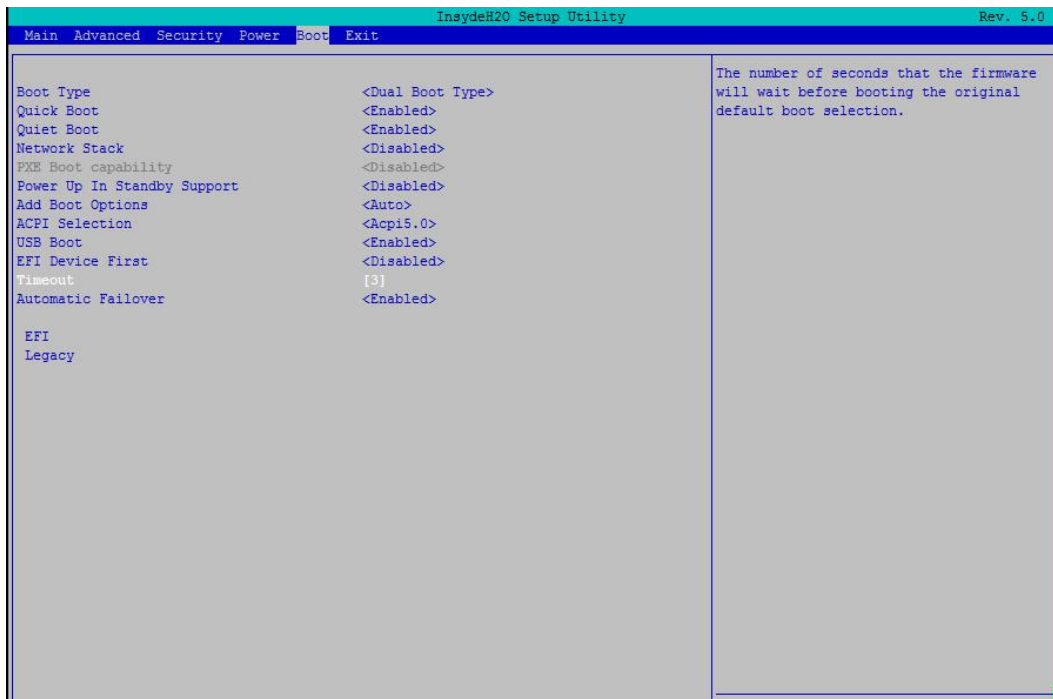 InsydeH20 Setup Utility Rev. 5.0
Main Advanced Security Power Boot Exit
Boot Type <Dual Boot Type>
Quick Boot <Enabled>
Quiet Boot <Enabled>
Network Stack <Disabled>
PXE Boot capability <Disabled>
Power Up In Standby Support <Disabled>
Add Boot Options <Auto>
ACPI Selection <Acpi5.0>
USB Boot <Enabled>
EFI Device First <Disabled>
Timeout [3]
Automatic Failover <Enabled>
EFI
Legacy
The number of seconds that the firmware
will wait before booting the original
default boot selection.